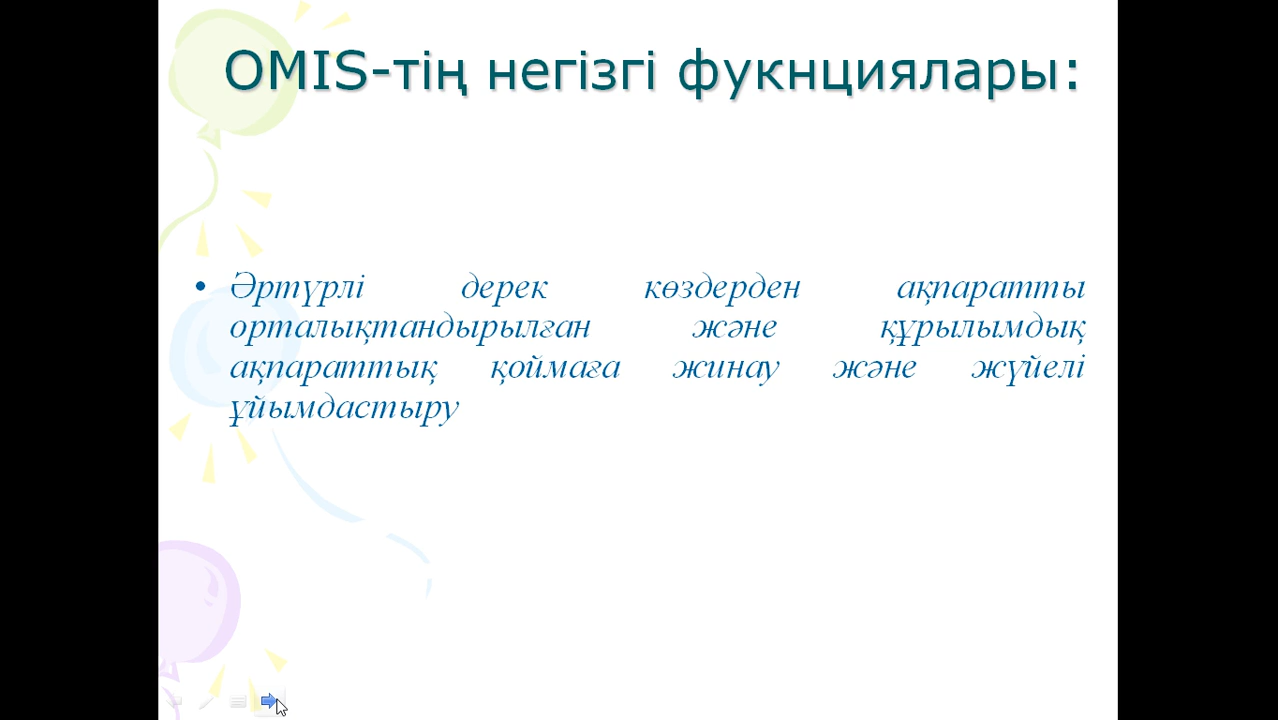 OMIS-тің негізгі фукнциялары:
• Әртүрлі дерек көздерден ақпаратты
орталықтандырылған және құрылымдық
ақпараттық қоймаға жинау және жүйелі
ұйымдастыру